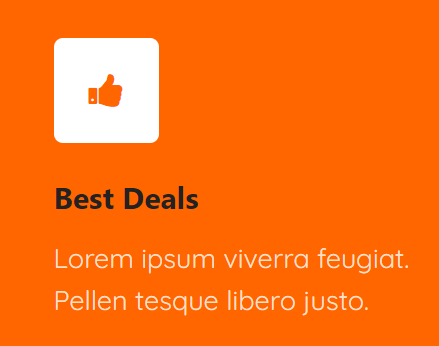 Best Deals
Lorem ipsum viverra feugiat.
Pellen tesque libero justo.